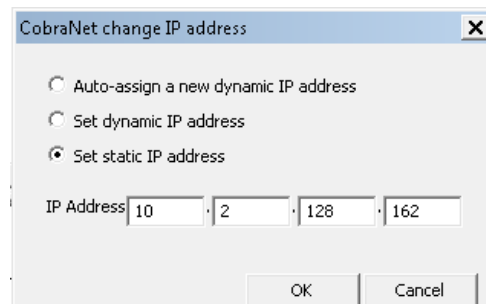 CobraNet change IP address
Auto-assign a new dynamic IP address
Set dynamic IP address
Set static IP address
IP Address 10 . 2 . 128 . 162
OK Cancel